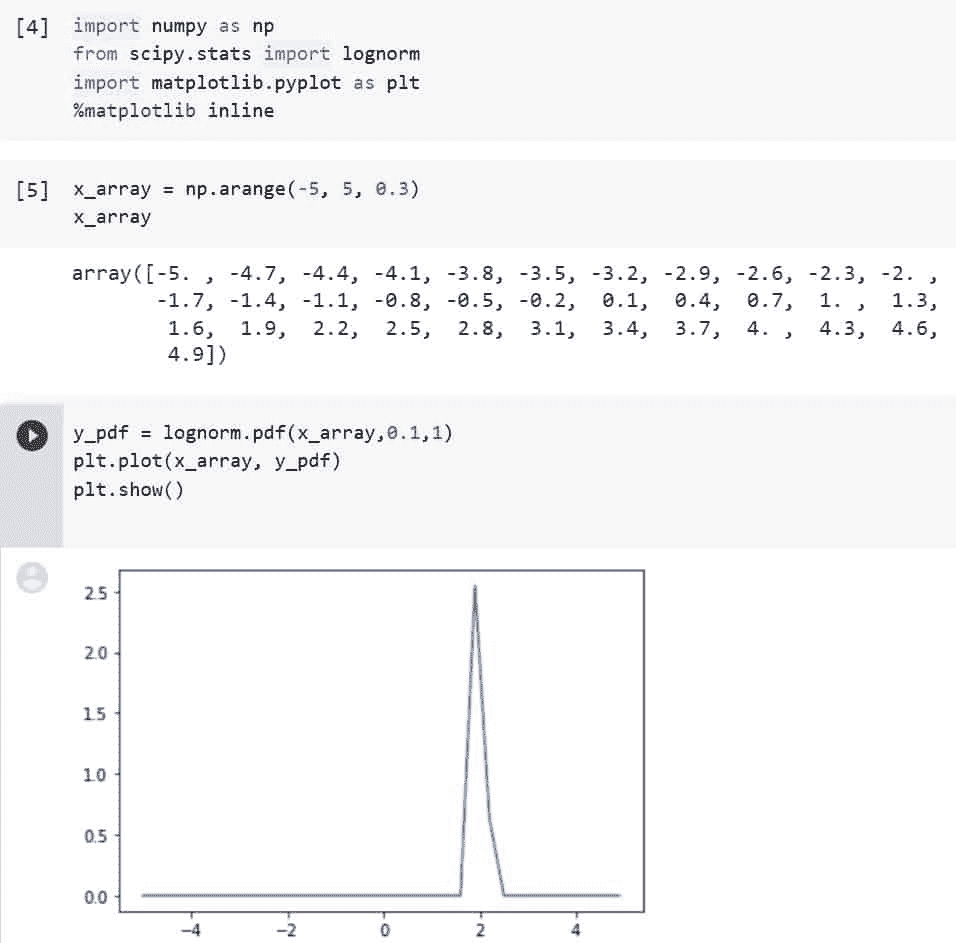 [4] import numpy as np
from scipy.stats import lognorm
import matplotlib.pyplot as plt
%matplotlib inline
[5] x_array = np.arange(-5, 5, 0.3)
x_array
array([-5. , -4.7, -4.4, -4.1, -3.8, -3.5, -3.2, -2.9, -2.6, -2.3, -2. ,
-1.7, -1.4, -1.1, -0.8, -0.5, -0.2, 0.1, 0.4, 0.7, 1. , 1.3,
1.6, 1.9, 2.2, 2.5, 2.8, 3.1, 3.4, 3.7, 4. , 4.3, 4.6,
4.9])
y_pdf = lognorm.pdf(x_array,0.1,1)
plt.plot(x_array, y_pdf)
plt.show()
2.5
2.0
1.5
1.0
0.5
0.0
−4 −2 0 2 4